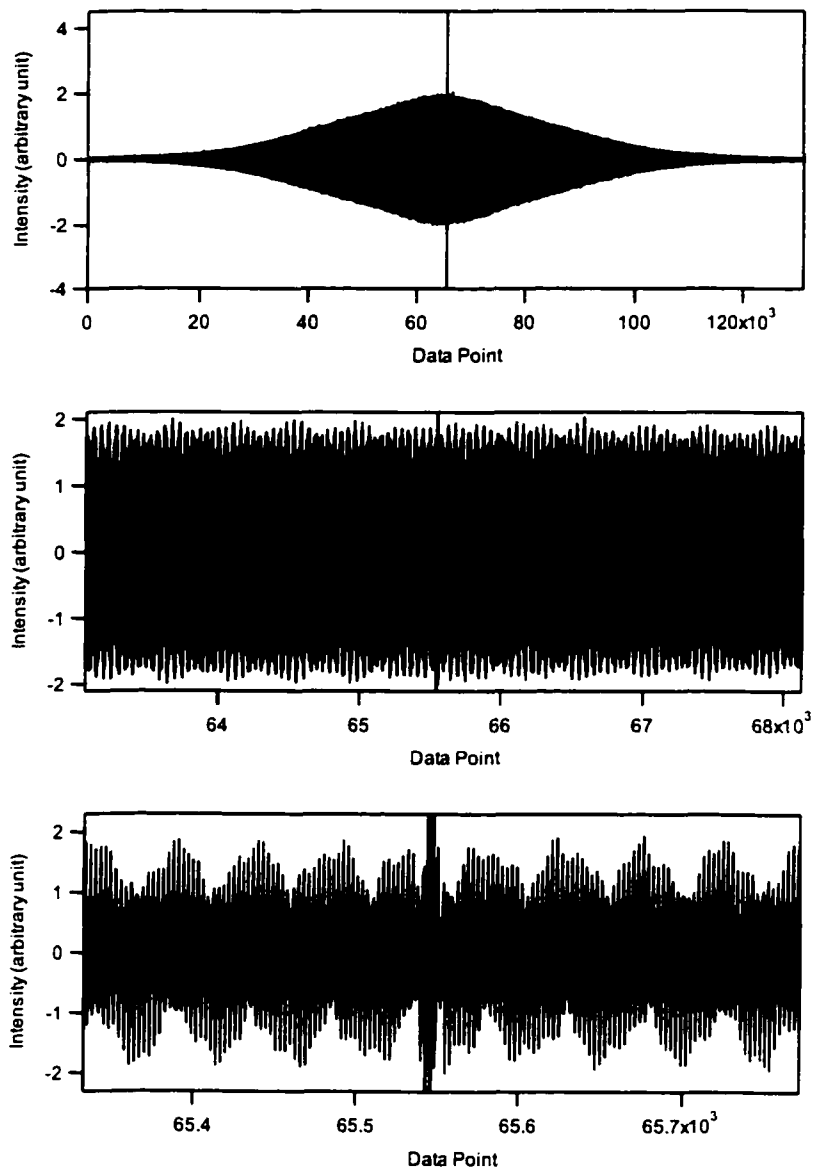 Intensity (arbitrary unit)
4
2
0
-2
-4
0 20 40 60 80 100 120x10³
Data Point
Intensity (arbitrary unit)
2
1
0
-1
-2
64 65 66 67 68x10³
Data Point
Intensity (arbitrary unit)
2
1
0
-1
-2
65.4 65.5 65.6 65.7x10³
Data Point